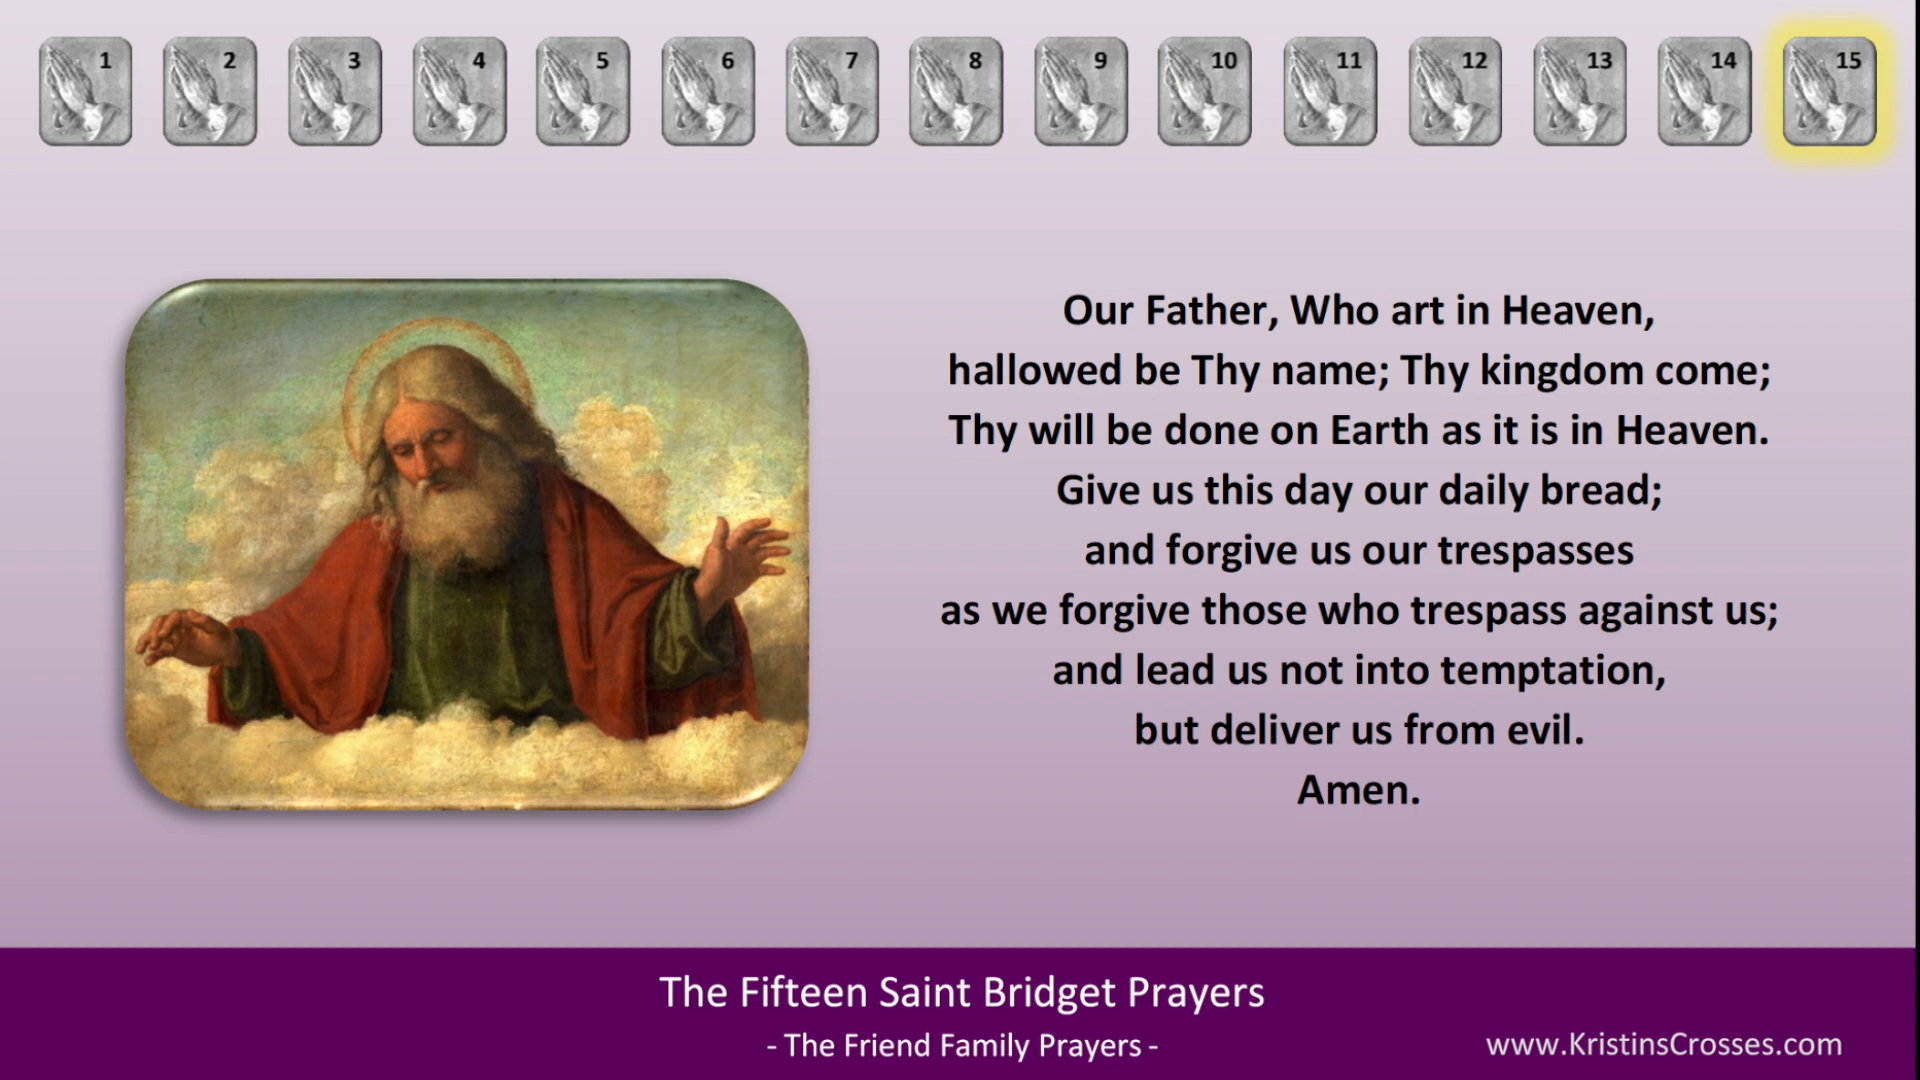 1 2 3 4 5 6 7 8 9 10 11 12 13 14 15
Our Father, Who art in Heaven,
hallowed be Thy name; Thy kingdom come;
Thy will be done on Earth as it is in Heaven.
Give us this day our daily bread;
and forgive us our trespasses
as we forgive those who trespass against us;
and lead us not into temptation,
but deliver us from evil.
Amen.
The Fifteen Saint Bridget Prayers
- The Friend Family Prayers -
www.KristinsCrosses.com